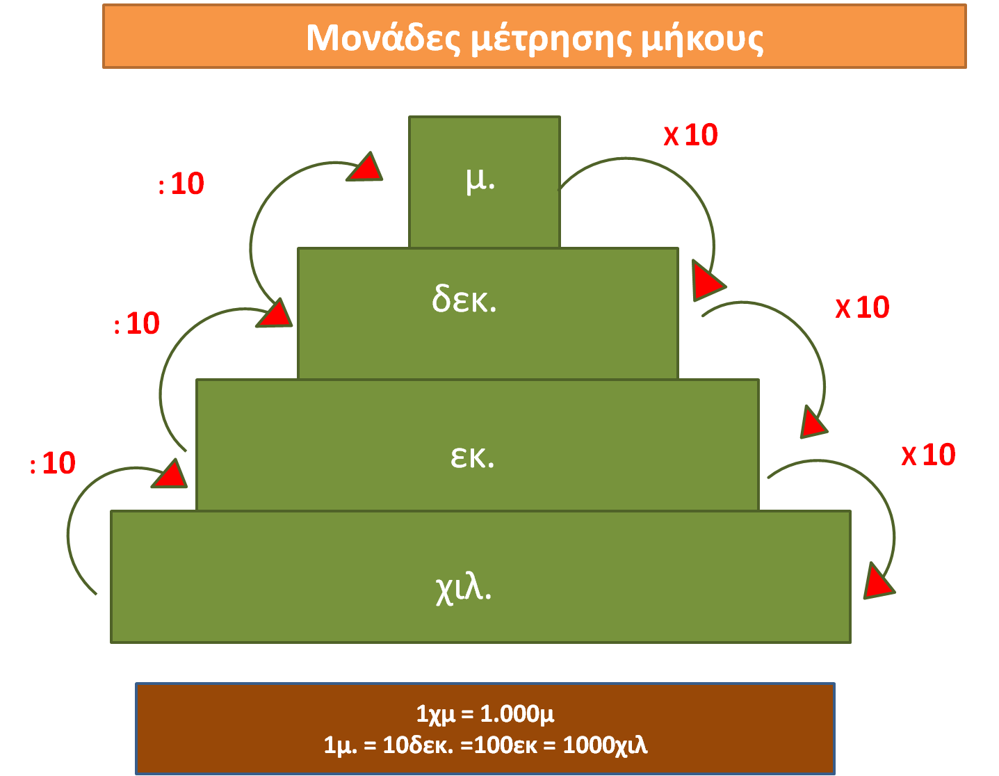 Μονάδες μέτρησης μήκους
μ.
X 10
: 10
δεκ.
X 10
: 10
εκ.
X 10
: 10
χιλ.
1χμ = 1.000μ
1μ. = 10δεκ. =100εκ = 1000χιλ